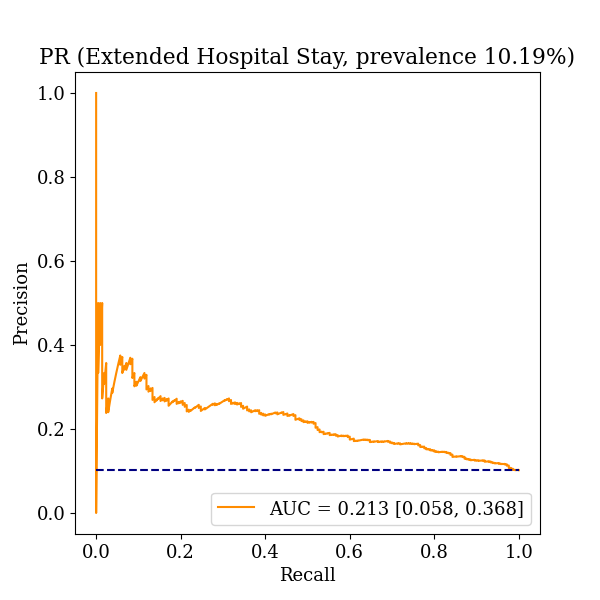 PR (Extended Hospital Stay, prevalence 10.19%)
1.0
0.8
0.6
0.4
0.2
0.0
Precision
AUC = 0.213 [0.058, 0.368]
0.0 0.2 0.4 0.6 0.8 1.0
Recall